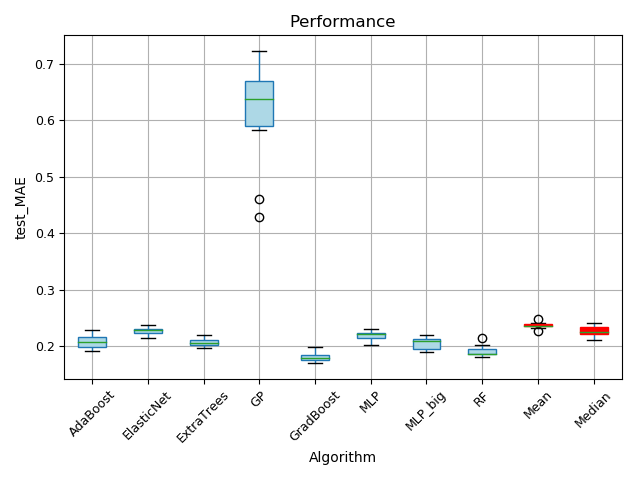 Performance
0.7
0.6
0.5
0.4
0.3
0.2
test_MAE
AdaBoost
ElasticNet
ExtraTrees
GP
GradBoost
MLP
MLP_big
RF
Mean
Median
Algorithm